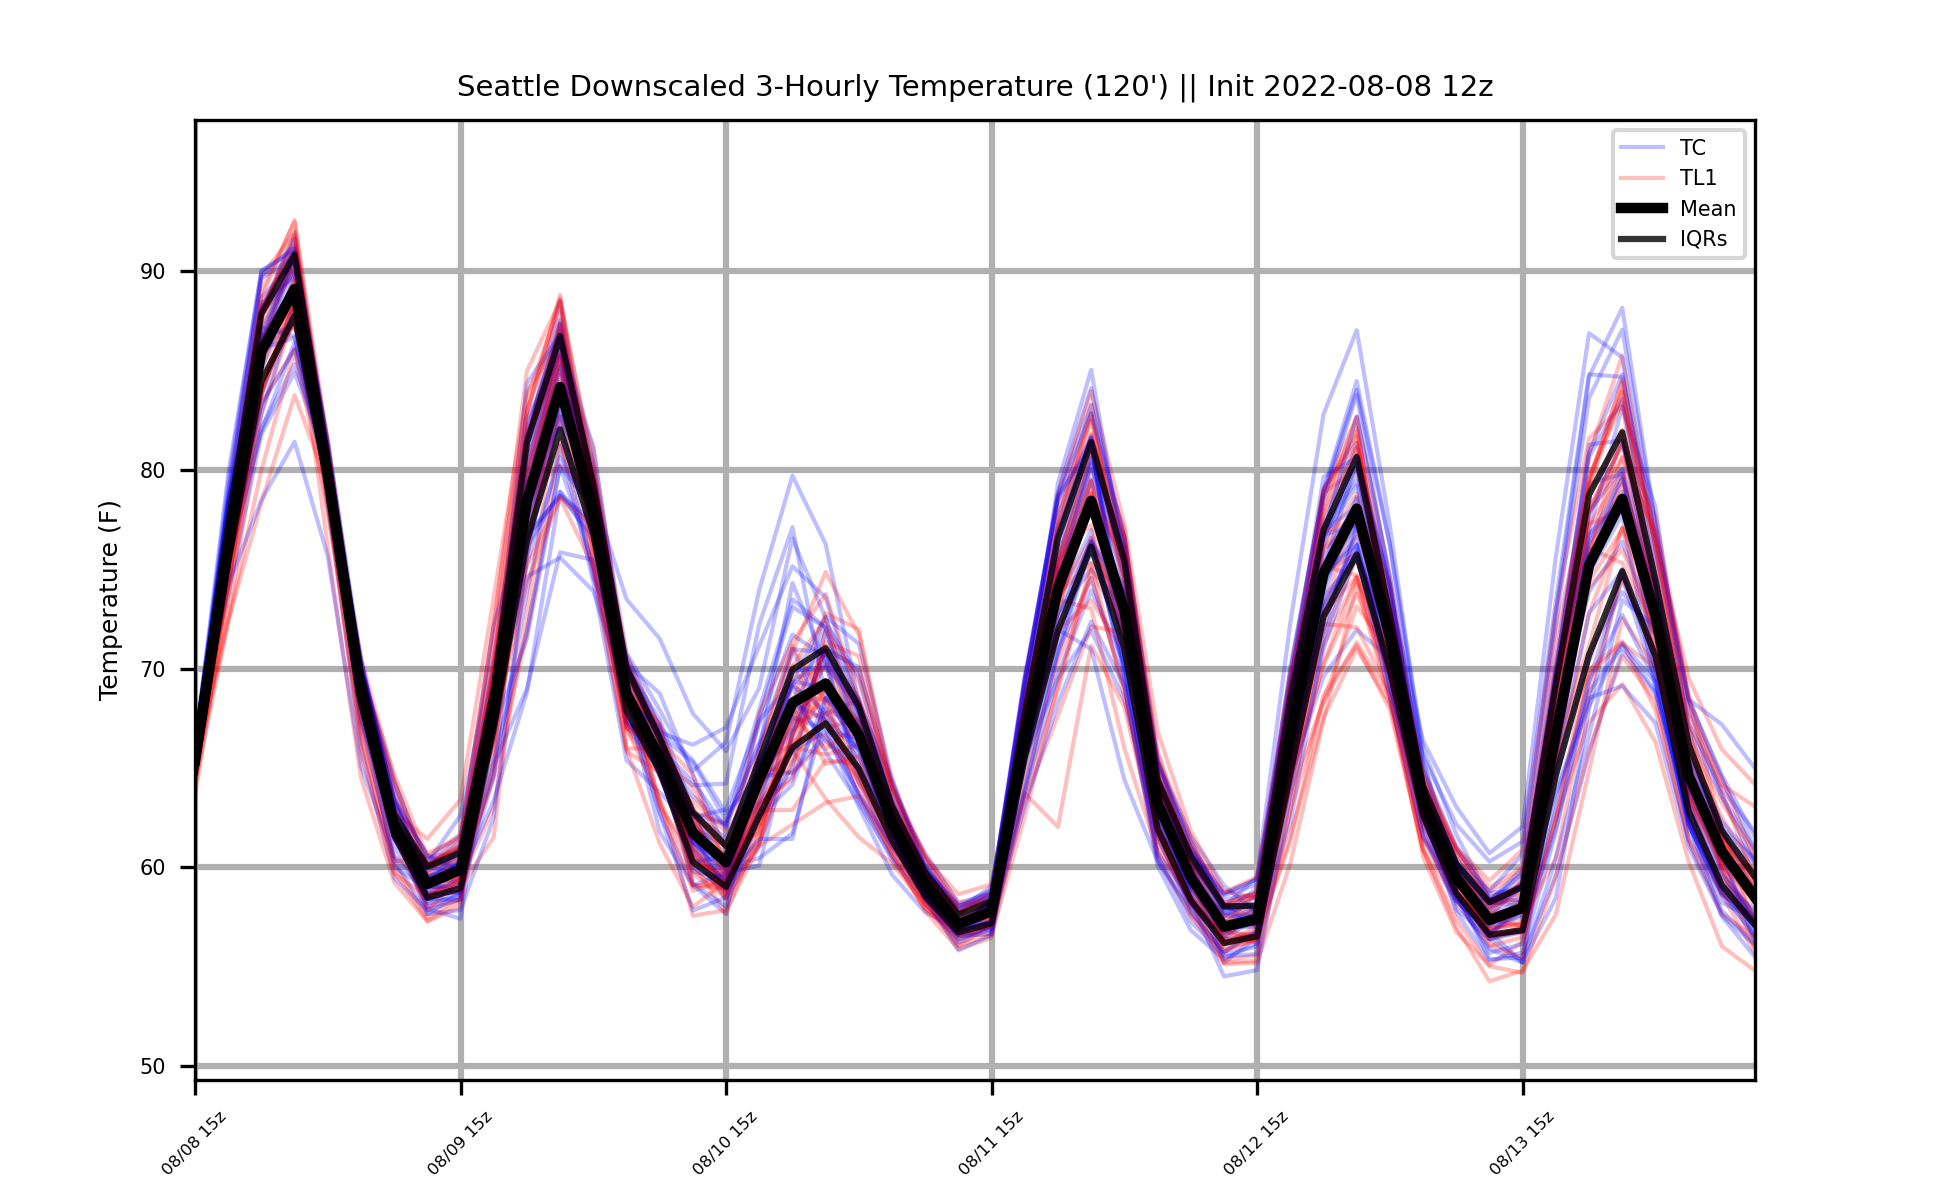 Seattle Downscaled 3-Hourly Temperature (120') || Init 2022-08-08 12z
TC
TL1
Mean
IQRs
Temperature (F)
90
80
70
60
50
08/08 15z
08/09 15z
08/10 15z
08/11 15z
08/12 15z
08/13 15z